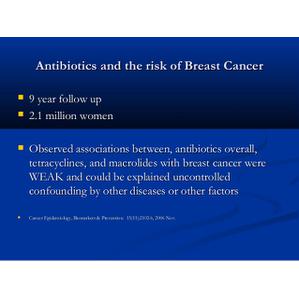 Antibiotics and the risk of Breast Cancer
9 year follow up
2.1 million women
Observed associations between, antibiotics overall,
tetracyclines, and macrolides with breast cancer were
WEAK and could be explained uncontrolled
confounding by other diseases or other factors
Cancer Epidemiology, Biomarkers & Prevention. 15(11):2102-6, 2006 Nov.